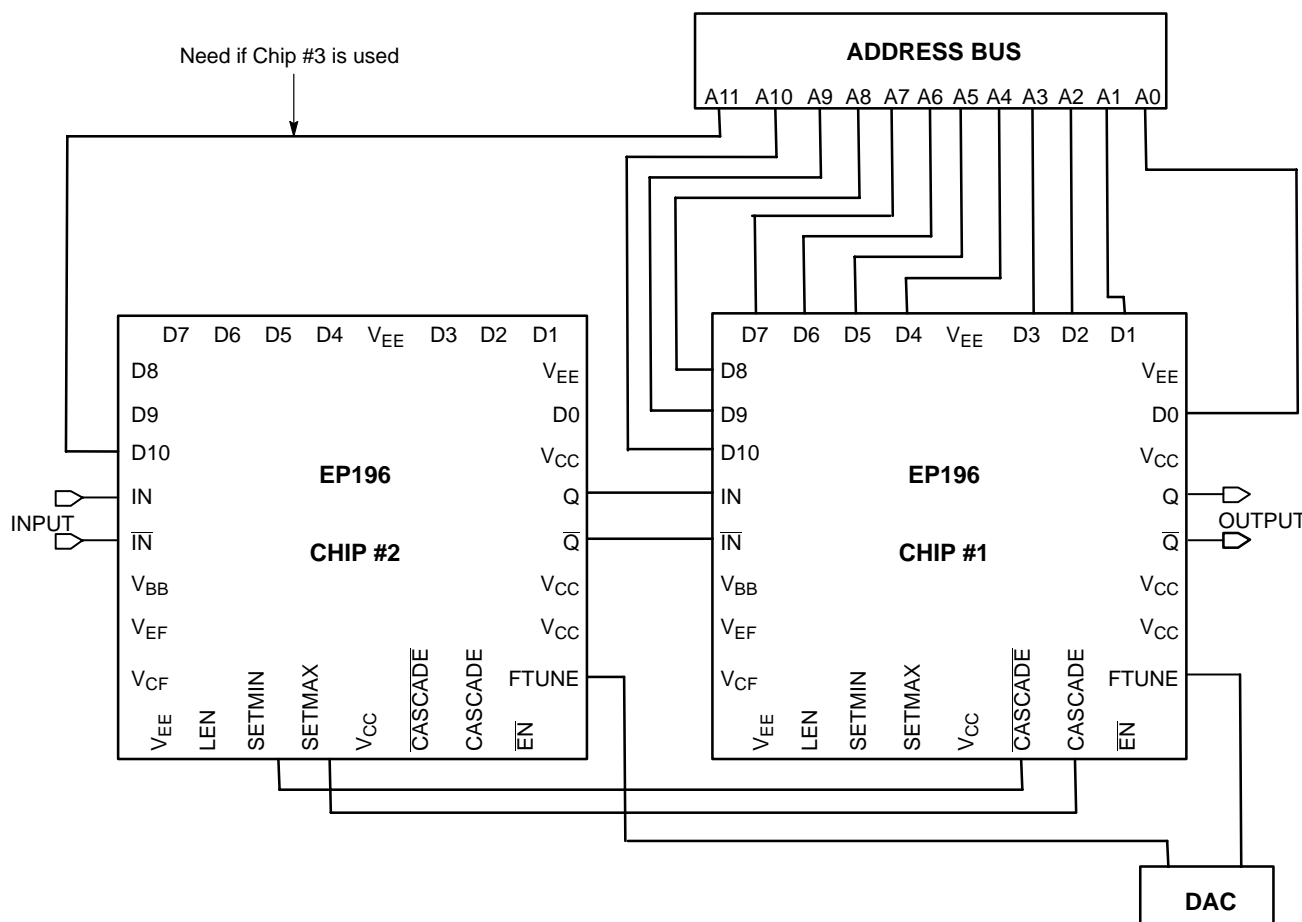 Need if Chip #3 is used
ADDRESS BUS
A11 A10 A9 A8 A7 A6 A5 A4 A3 A2 A1 A0
D7 D6 D5 D4 VEE D3 D2 D1
D8
VEE
D9
D0
D10
VCC
EP196
IN
Q
INPUT
IN
Q
CHIP #2
VBB
VCC
VEF
VCC
VCF
FTUNE
VEE LEN SETMIN SETMAX VCC CASCADE CASCADE EN
D7 D6 D5 D4 VEE D3 D2 D1
D8
VEE
D9
D0
D10
VCC
EP196
IN
Q
IN
Q
OUTPUT
CHIP #1
VBB
VCC
VEF
VCC
VCF
FTUNE
VEE LEN SETMIN SETMAX VCC CASCADE CASCADE EN
DAC